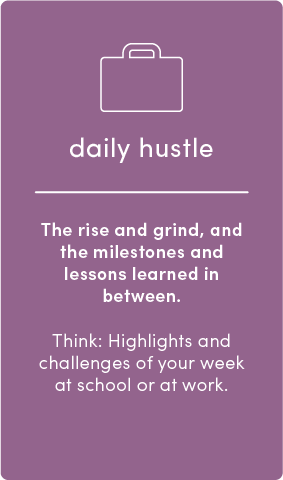 daily hustle
The rise and grind, and
the milestones and
lessons learned in
between.
Think: Highlights and
challenges of your week
at school or at work.